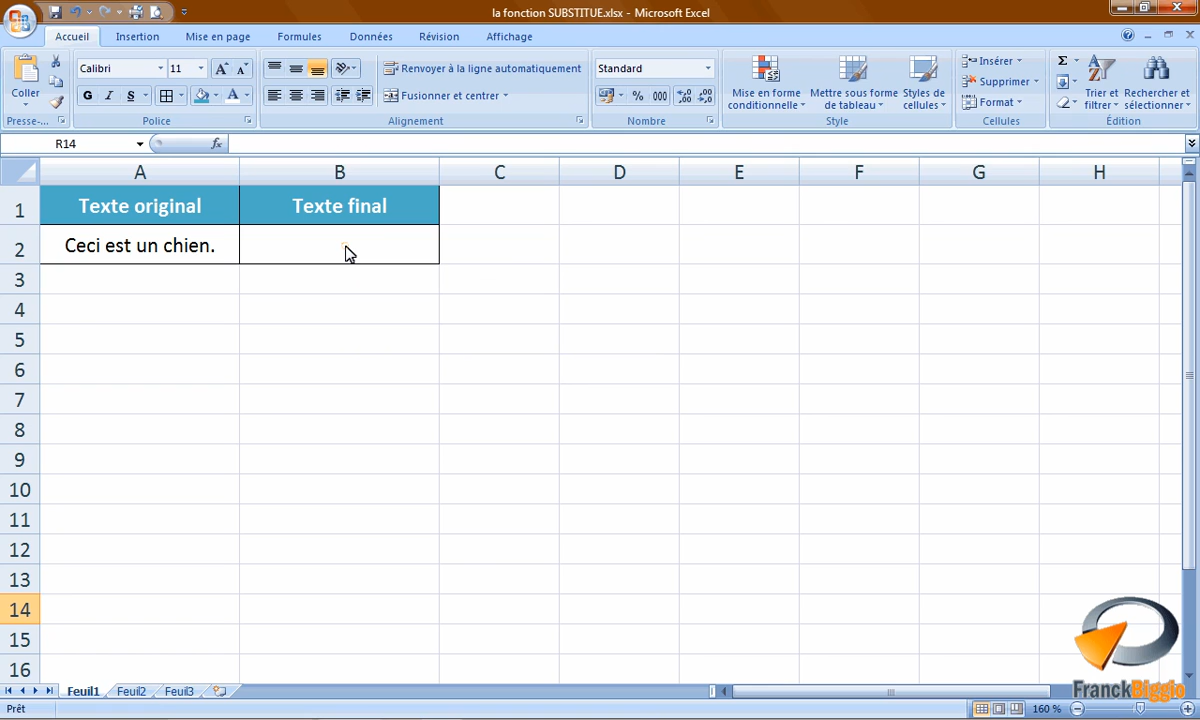 la fonction SUBSTITUE.xlsx - Microsoft Excel
Accueil Insertion Mise en page Formules Données Révision Affichage
Coller
Calibri 11
G I S
Renvoyer à la ligne automatiquement
Fusionner et centrer
Standard
% 000
Mise en forme conditionnelle
Mettre sous forme de tableau
Styles de cellules
Insérer
Supprimer
Format
Σ
Trier et filtrer
Rechercher et sélectionner
Presse-... Police Alignement Nombre Style Cellules Édition
R14 fx
A B C D E F G H
1 Texte original Texte final
2 Ceci est un chien.
3
4
5
6
7
8
9
10
11
12
13
14
15
16
FranckBiggio
Feuil1 Feuil2 Feuil3
Prêt 160 %